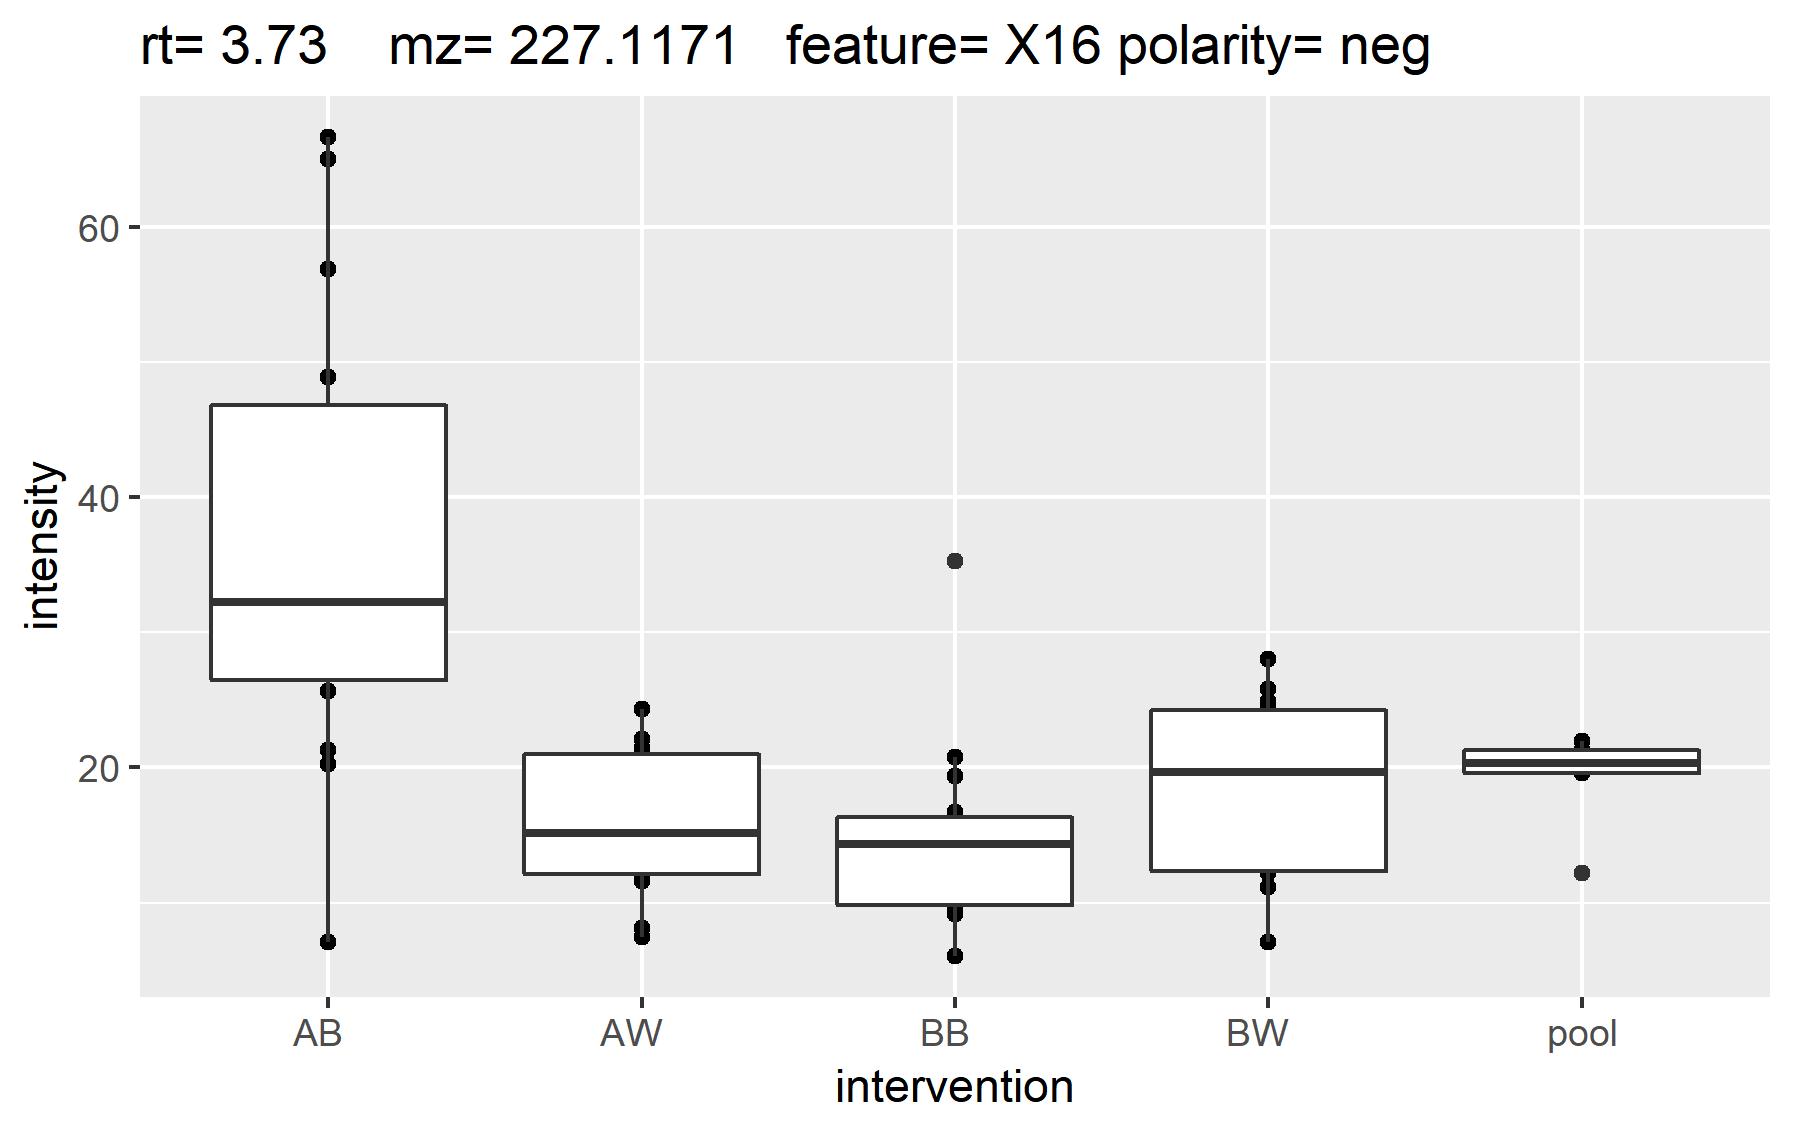 rt= 3.73 mz= 227.1171 feature= X16 polarity= neg
60
40
20
intensity
AB AW BB BW pool
intervention